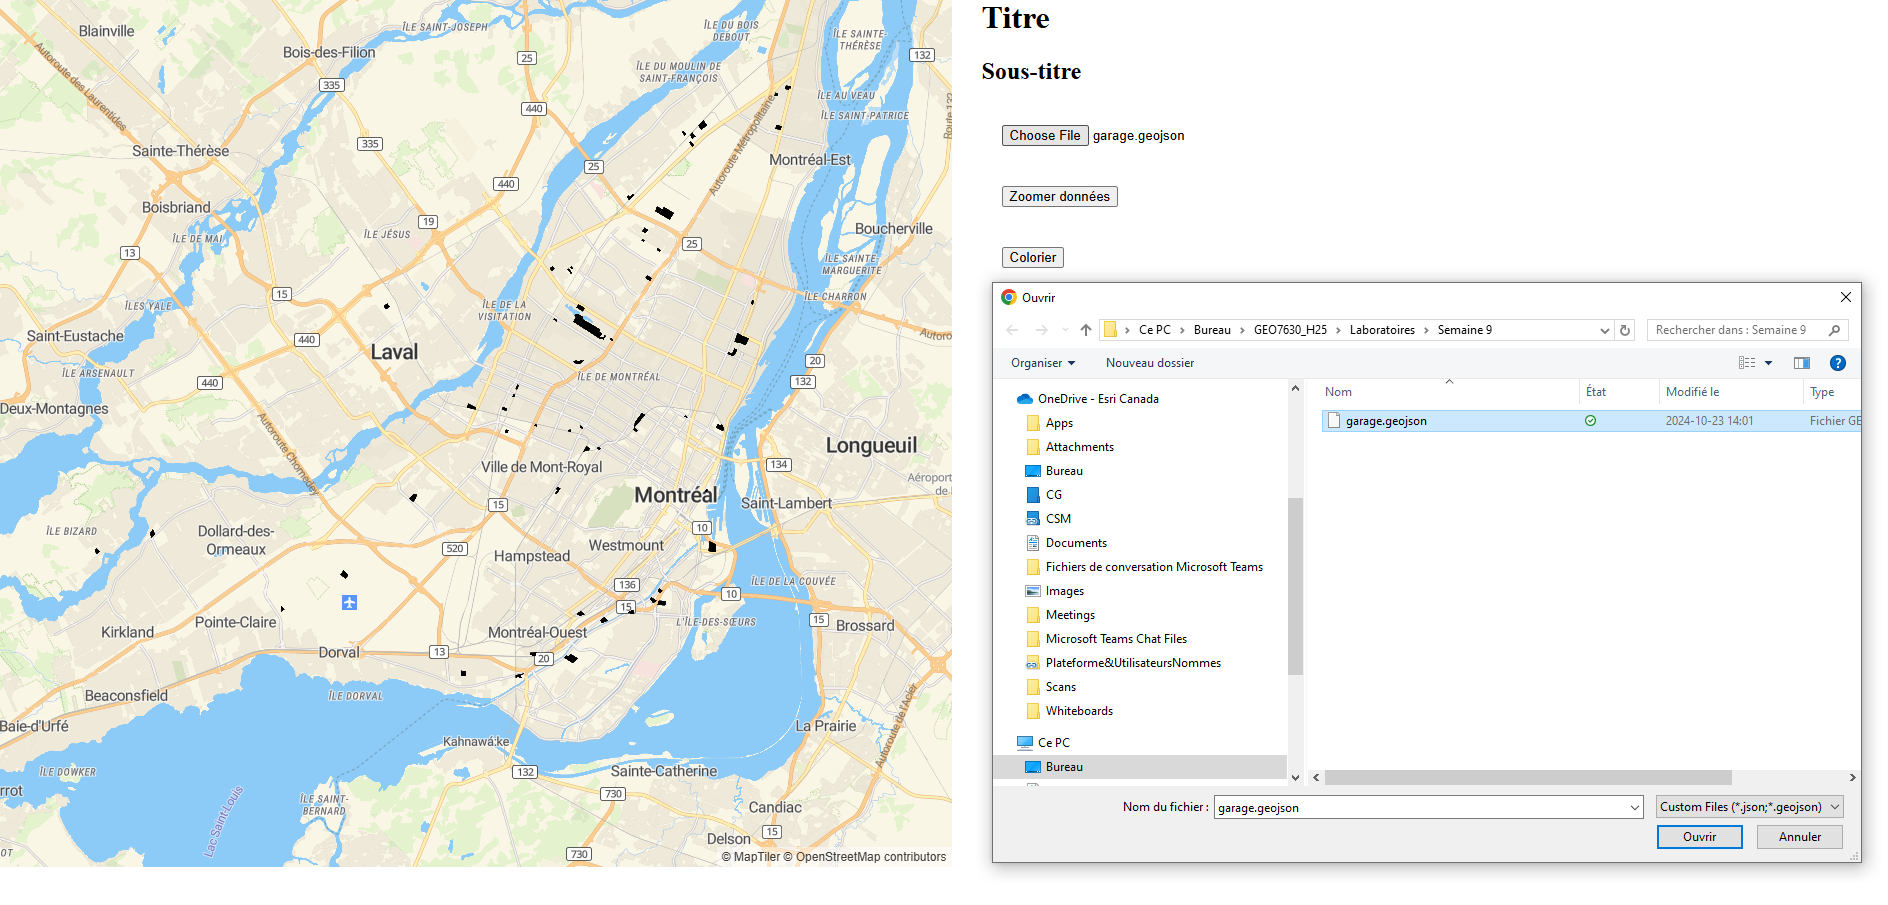 Blainville
Bois-des-Filion
ÎLE SAINT-JOSEPH
ÎLE DU BOIS
DEBOUT
ÎLE SAINTE-
THÉRÈSE
132
25
335
ÎLE DU MOULIN DE
SAINT-FRANÇOIS
Autoroute des Laurentides
ÎLE AU VEAU
ÎLE SAINT-PATRICE
Route 132
440
335
Sainte-Thérèse
Autoroute Métropolitaine
Montréal-Est
25
440
Boisbriand
19
ÎLE JÉSUS
ÎLE DE MAI
13
25
Boucherville
ÎLE SAINTE-
MARGUERITE
15
ÎLES YALE
ÎLE DE LA
VISITATION
ÎLE CHARRON
Saint-Eustache
440
Laval
20
ÎLE ARSENAULT
440
ÎLE DE MONTRÉAL
132
Deux-Montagnes
Autoroute Chomedey
Longueuil
Ville de Mont-Royal
134
Aéroport
de
Montréal
Saint-Lambert
15
ÎLE BIZARD
Dollard-des-
Ormeaux
10
520
Hampstead
Westmount
136
ÎLE DE LA COUVÉE
10
15
Pointe-Claire
L'ÎLE-DES-SŒURS
15
Brossard
Kirkland
Montréal-Ouest
Dorval
13
20
Beaconsfield
ÎLE DORVAL
Autoroute de l'Acier
Baie-d'Urfé
La Prairie
Kahnawá:ke
ÎLE DOWKER
132
Sainte-Catherine
rrot
Lac Saint-Louis
ÎLE SAINT-
BERNARD
730
Candiac
15
Delson
OT
730
© MapTiler © OpenStreetMap contributors
Titre
Sous-titre
Choose File garage.geojson
Zoomer données
Colorier
Ouvrir
Ce PC
Bureau
GEO7630_H25
Laboratoires
Semaine 9
Rechercher dans : Semaine 9
Organiser
Nouveau dossier
OneDrive - Esri Canada
Apps
Attachments
Bureau
CG
CSM
Documents
Fichiers de conversation Microsoft Teams
Images
Meetings
Microsoft Teams Chat Files
Plateforme&UtilisateursNommes
Scans
Whiteboards
Ce PC
Bureau
Nom État Modifié le Type
garage.geojson 2024-10-23 14:01 Fichier GE
Nom du fichier : garage.geojson
Custom Files (*.json;*.geojson)
Ouvrir Annuler